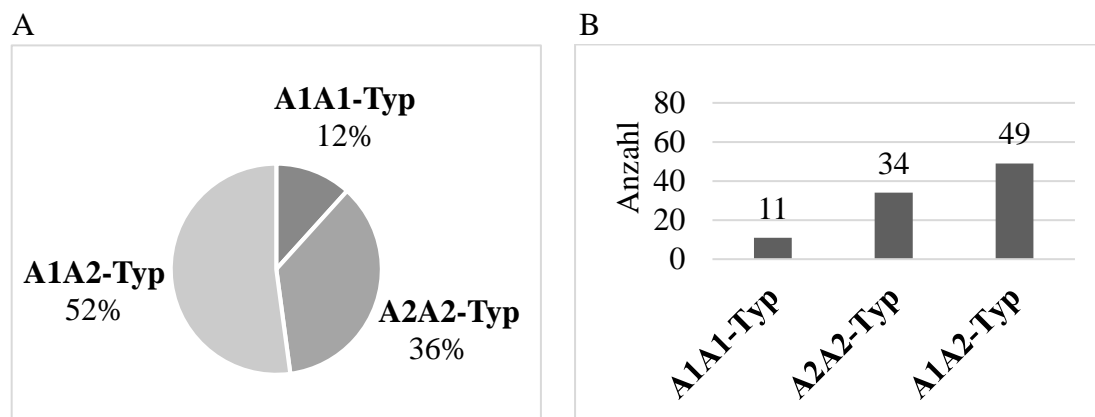 A
A1A1-Typ
12%
A1A2-Typ
52%
A2A2-Typ
36%
B
Anzahl
80
60
40
20
0
11
34
49
A1A1-Typ
A2A2-Typ
A1A2-Typ